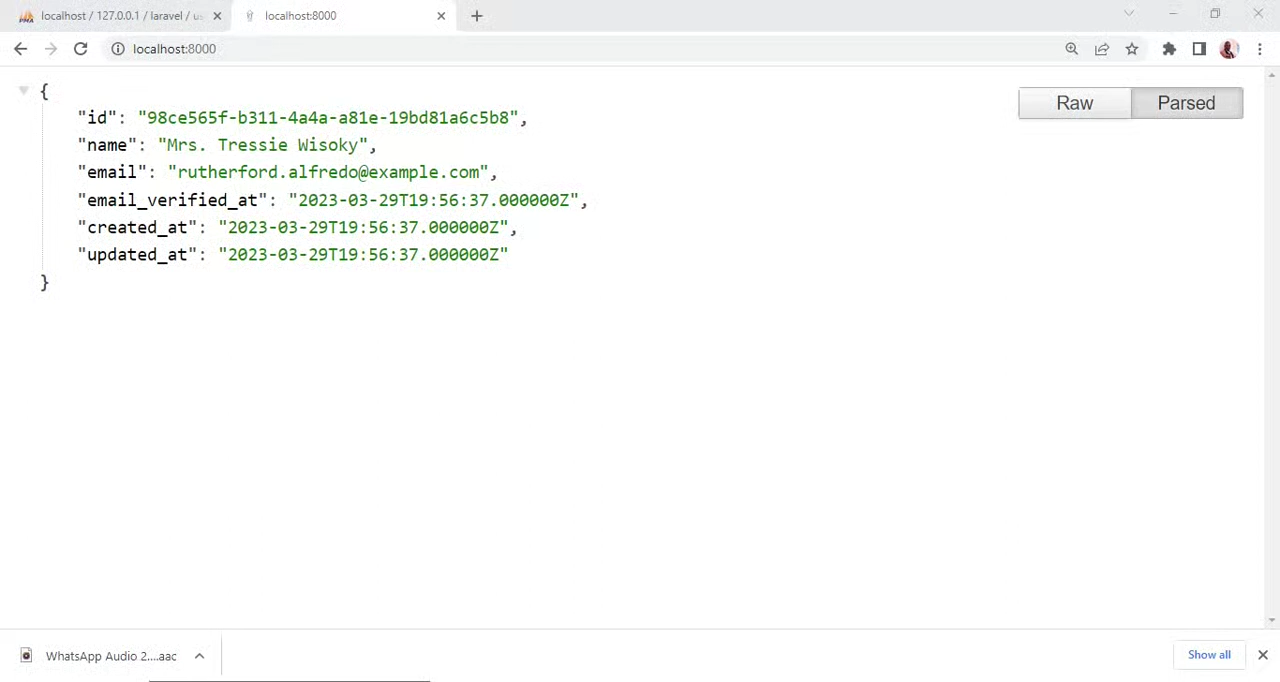 localhost / 127.0.0.1 / laravel / us
localhost:8000
localhost:8000
{
"id": "98ce565f-b311-4a4a-a81e-19bd81a6c5b8",
"name": "Mrs. Tressie Wisoky",
"email": "rutherford.alfredo@example.com",
"email_verified_at": "2023-03-29T19:56:37.000000Z",
"created_at": "2023-03-29T19:56:37.000000Z",
"updated_at": "2023-03-29T19:56:37.000000Z"
}
Raw Parsed
WhatsApp Audio 2....aac
Show all